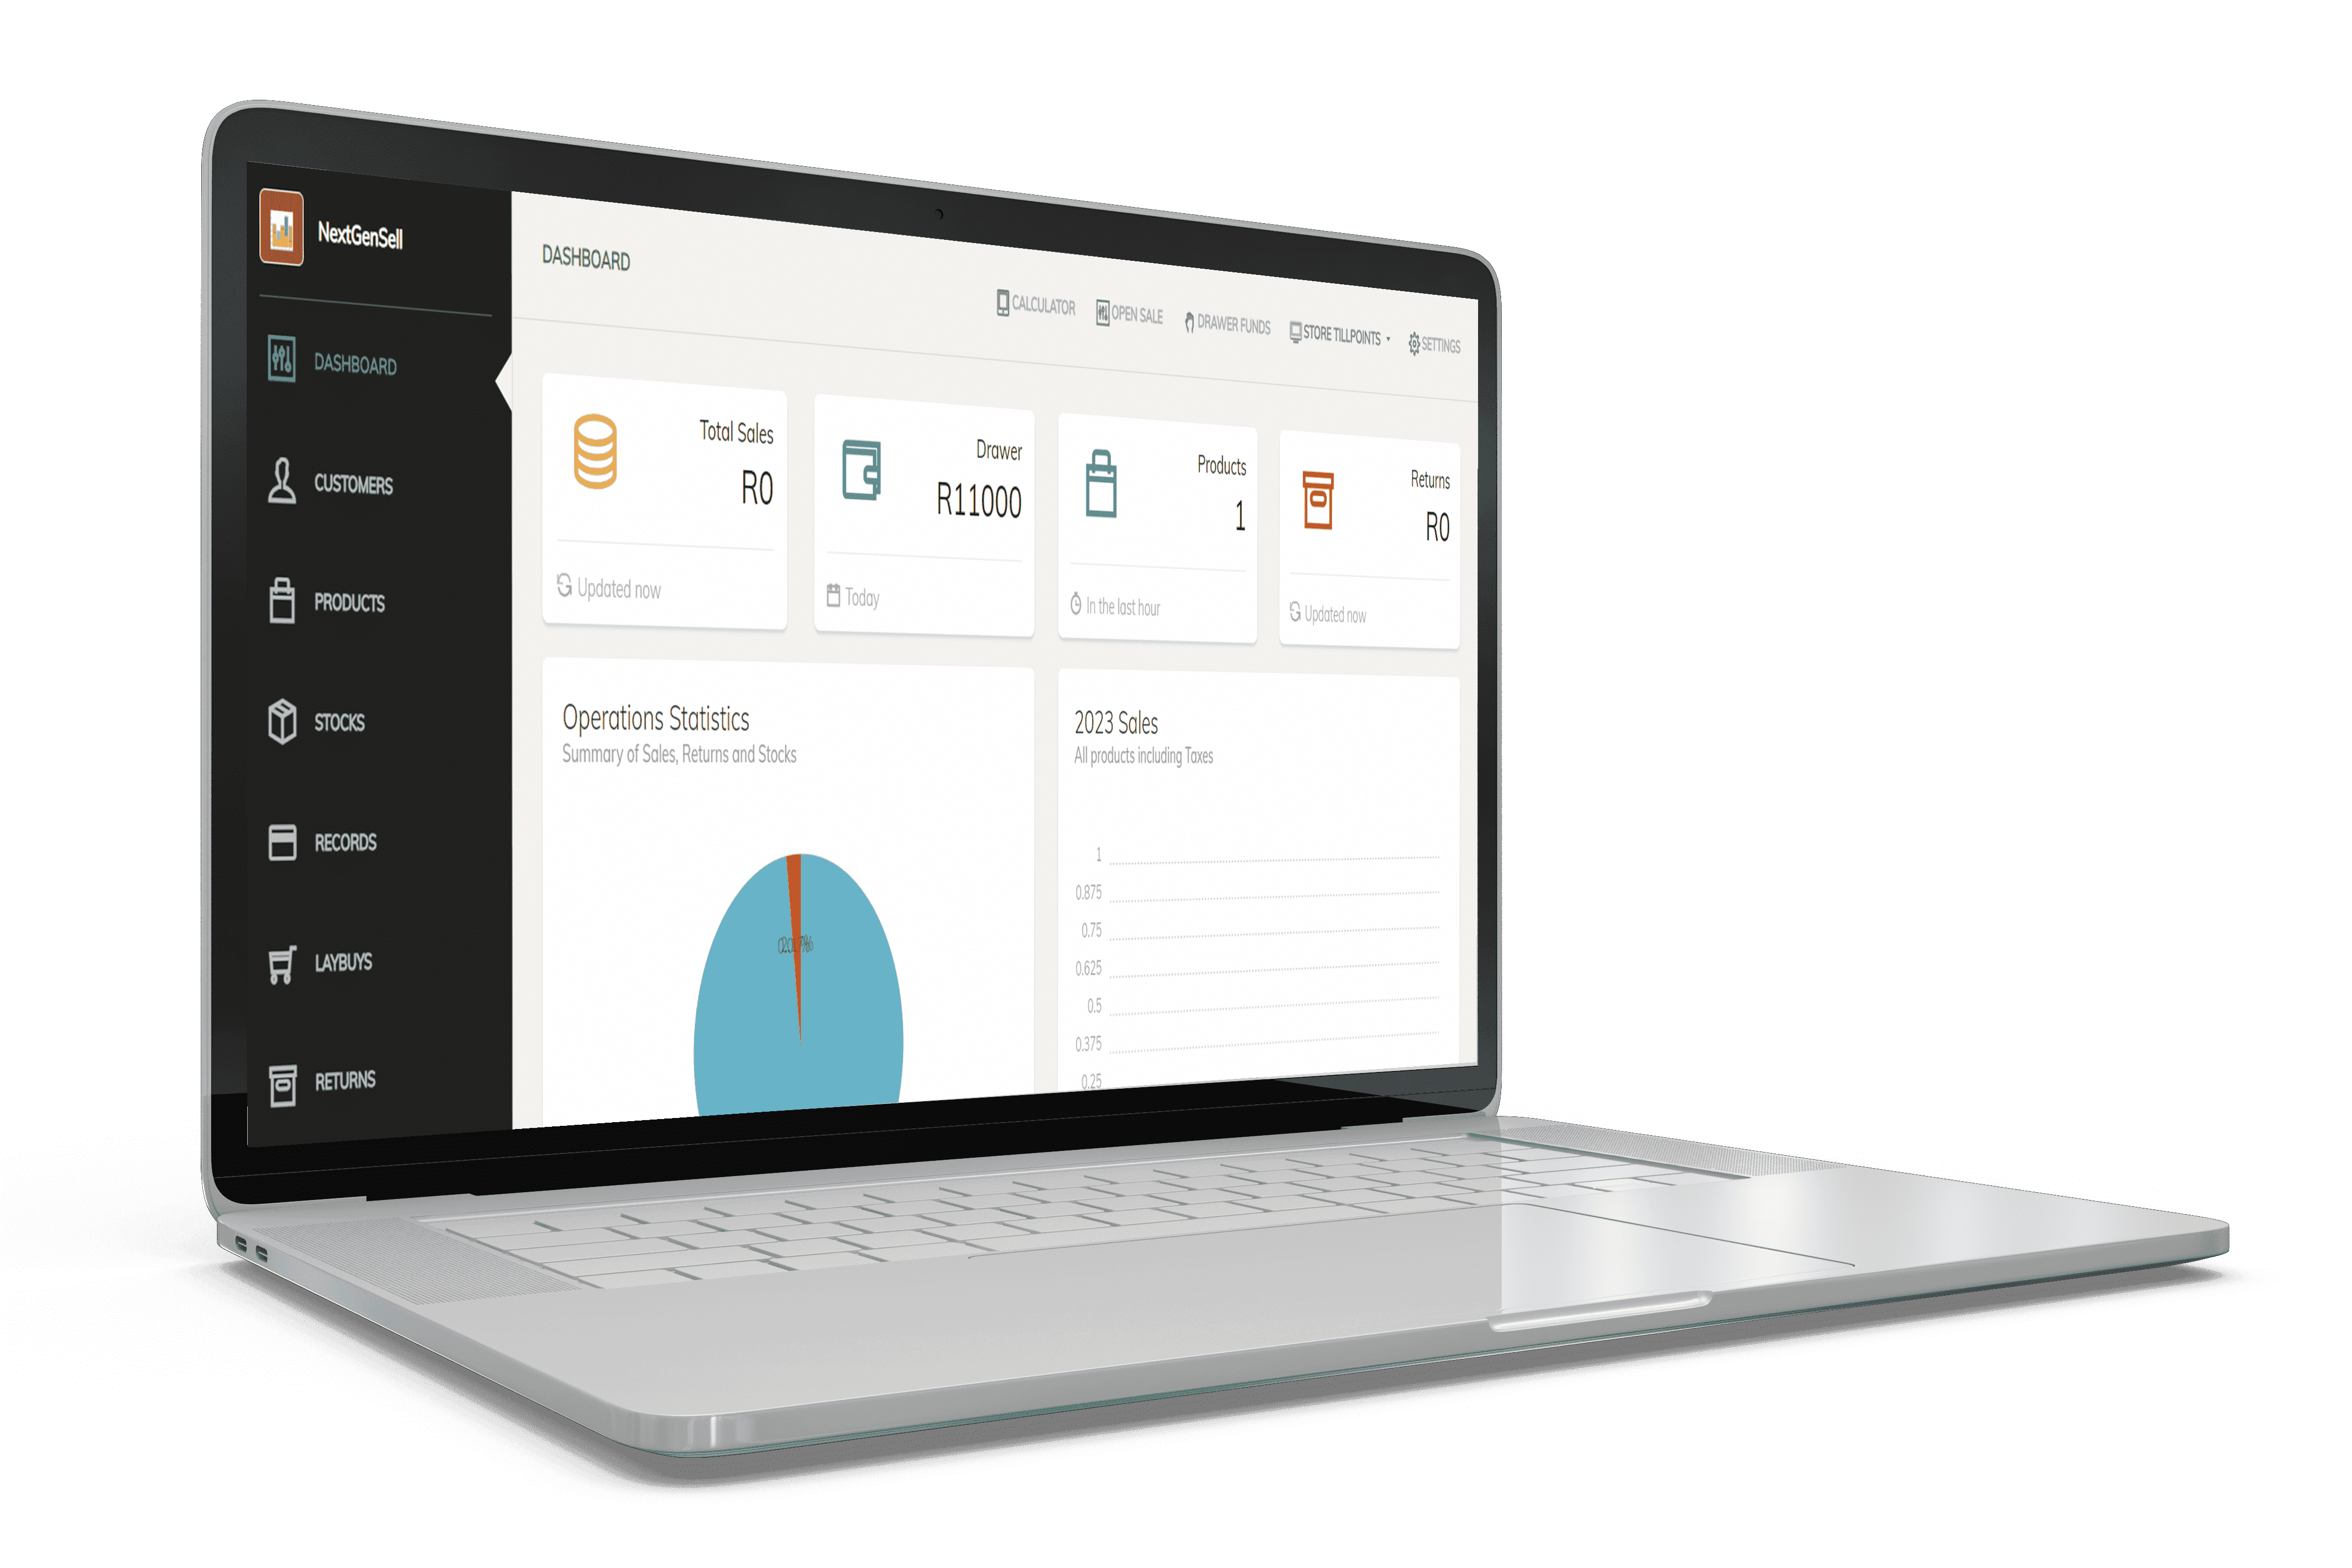 NextGenSell
DASHBOARD
CUSTOMERS
PRODUCTS
STOCKS
RECORDS
LAYBUYS
RETURNS
DASHBOARD
CALCULATOR
OPEN SALE
DRAWER FUNDS
STORE TILLPOINTS
SETTINGS
Total Sales
R0
Updated now
Drawer
R11000
Today
Products
1
In the last hour
Returns
R0
Updated now
Operations Statistics
Summary of Sales, Returns and Stocks
2023 Sales
All products including Taxes
1
0.875
0.75
0.625
0.5
0.375
0.25